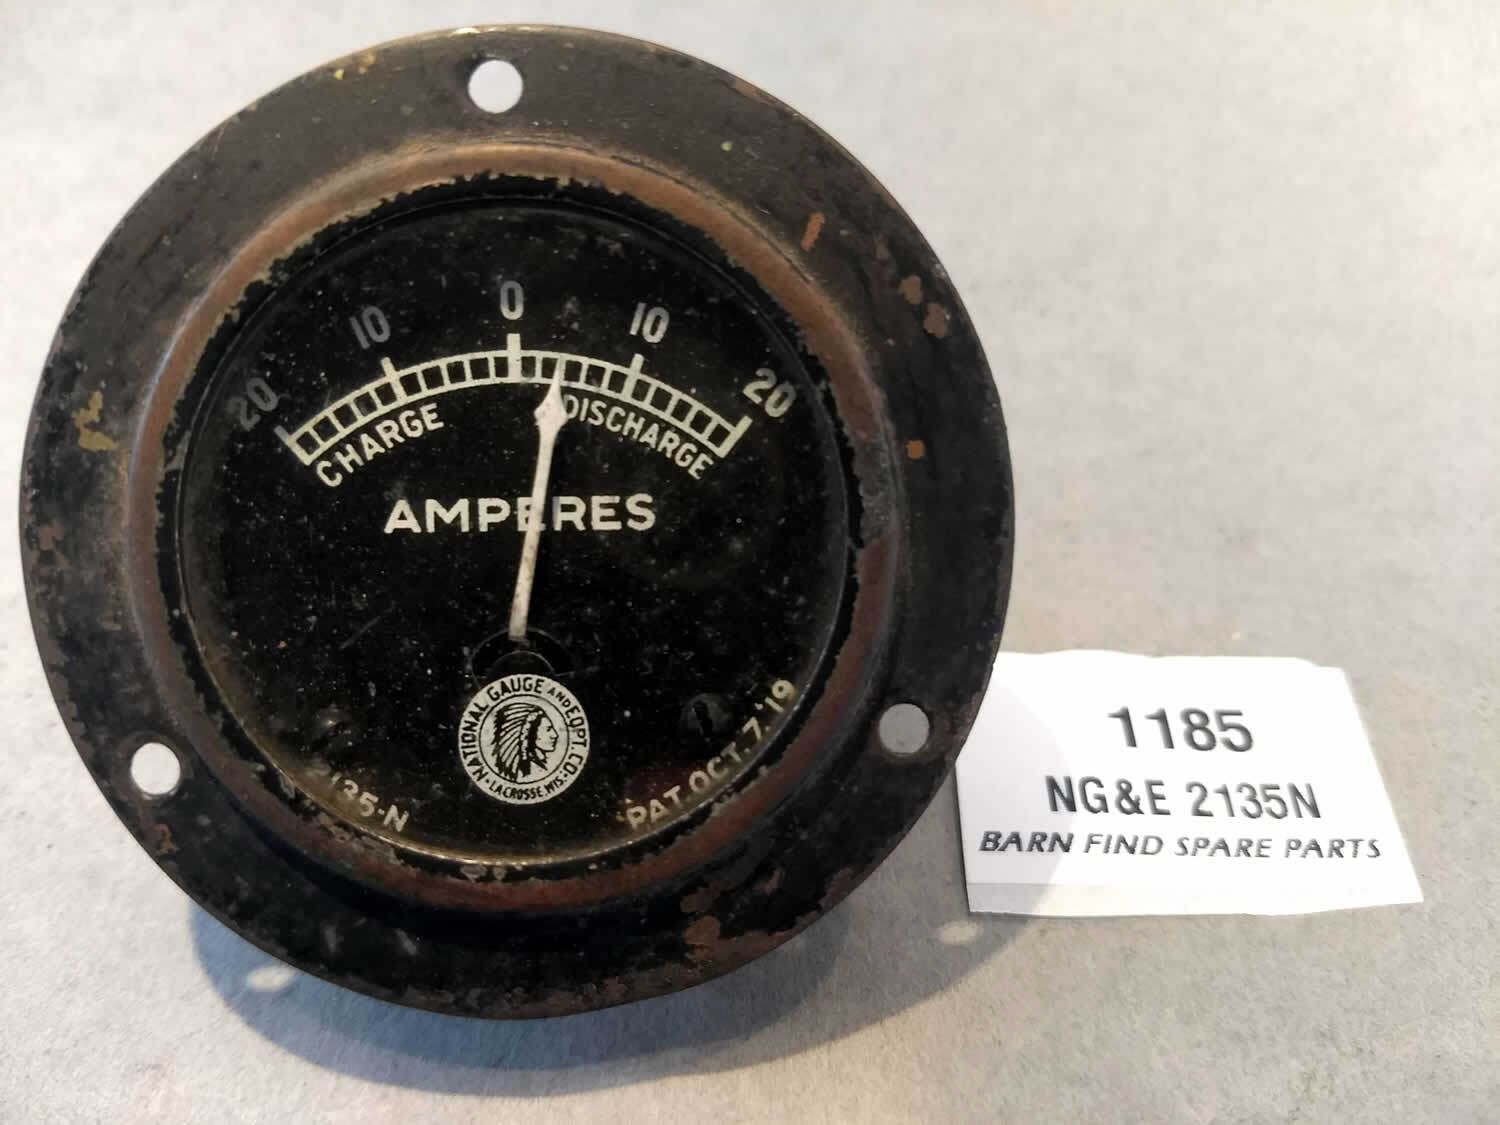 20 10 0 10 20
CHARGE DISCHARGE
AMPERES
NATIONAL GAUGE AND EQPT. CO.
LA CROSSE, WIS.
135-N
PAT. OCT. 7, '19
1185
NG&E 2135N
BARN FIND SPARE PARTS